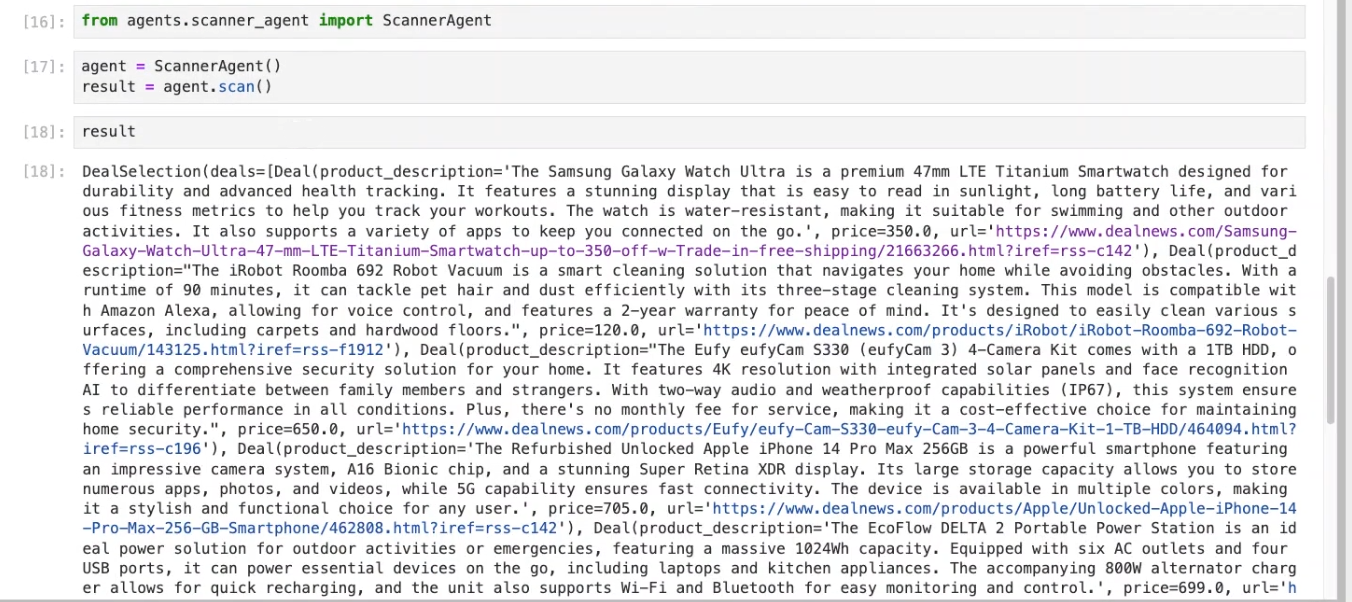 [16]: from agents.scanner_agent import ScannerAgent
[17]: agent = ScannerAgent()
result = agent.scan()
[18]: result
[18]: DealSelection(deals=[Deal(product_description='The Samsung Galaxy Watch Ultra is a premium 47mm LTE Titanium Smartwatch designed for
durability and advanced health tracking. It features a stunning display that is easy to read in sunlight, long battery life, and vari
ous fitness metrics to help you track your workouts. The watch is water-resistant, making it suitable for swimming and other outdoor
activities. It also supports a variety of apps to keep you connected on the go.', price=350.0, url='https://www.dealnews.com/Samsung-
Galaxy-Watch-Ultra-47-mm-LTE-Titanium-Smartwatch-up-to-350-off-w-Trade-in-free-shipping/21663266.html?iref=rss-c142'), Deal(product_d
escription="The iRobot Roomba 692 Robot Vacuum is a smart cleaning solution that navigates your home while avoiding obstacles. With a
runtime of 90 minutes, it can tackle pet hair and dust efficiently with its three-stage cleaning system. This model is compatible wit
h Amazon Alexa, allowing for voice control, and features a 2-year warranty for peace of mind. It's designed to easily clean various s
urfaces, including carpets and hardwood floors.", price=120.0, url='https://www.dealnews.com/products/iRobot/iRobot-Roomba-692-Robot-
Vacuum/143125.html?iref=rss-f1912'), Deal(product_description="The Eufy eufyCam S330 (eufyCam 3) 4-Camera Kit comes with a 1TB HDD, o
ffering a comprehensive security solution for your home. It features 4K resolution with integrated solar panels and face recognition
AI to differentiate between family members and strangers. With two-way audio and weatherproof capabilities (IP67), this system ensure
s reliable performance in all conditions. Plus, there's no monthly fee for service, making it a cost-effective choice for maintaining
home security.", price=650.0, url='https://www.dealnews.com/products/Eufy/eufy-Cam-S330-eufy-Cam-3-4-Camera-Kit-1-TB-HDD/464094.html?
iref=rss-c196'), Deal(product_description='The Refurbished Unlocked Apple iPhone 14 Pro Max 256GB is a powerful smartphone featuring
an impressive camera system, A16 Bionic chip, and a stunning Super Retina XDR display. Its large storage capacity allows you to store
numerous apps, photos, and videos, while 5G capability ensures fast connectivity. The device is available in multiple colors, making
it a stylish and functional choice for any user.', price=705.0, url='https://www.dealnews.com/products/Apple/Unlocked-Apple-iPhone-14
-Pro-Max-256-GB-Smartphone/462808.html?iref=rss-c142'), Deal(product_description='The EcoFlow DELTA 2 Portable Power Station is an id
eal power solution for outdoor activities or emergencies, featuring a massive 1024Wh capacity. Equipped with six AC outlets and four
USB ports, it can power essential devices on the go, including laptops and kitchen appliances. The accompanying 800W alternator charg
er allows for quick recharging, and the unit also supports Wi-Fi and Bluetooth for easy monitoring and control.', price=699.0, url='h